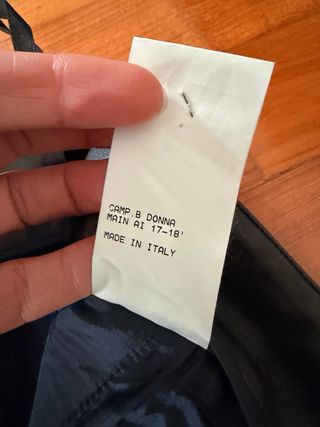 CAMP.B DONNA
MAIN AI 17-18'
MADE IN ITALY